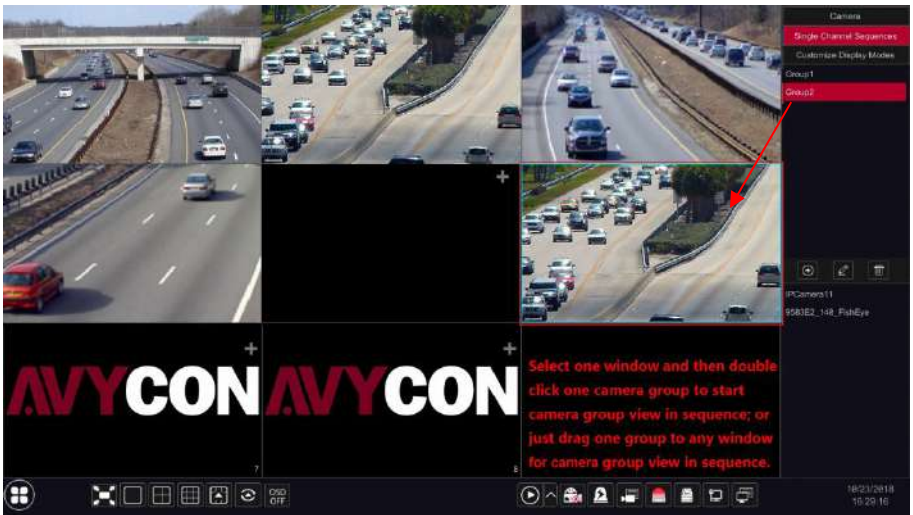 Camera
Single Channel Sequences
Customize Display Modes
Group1
Group2
IPCamera11
9583E2_148_FishEye
AVYCON
7
AVYCON
8
Select one window and then double
click one camera group to start
camera group view in sequence; or
just drag one group to any window
for camera group view in sequence.
OSD
OFF
10/23/2018
16:29:16